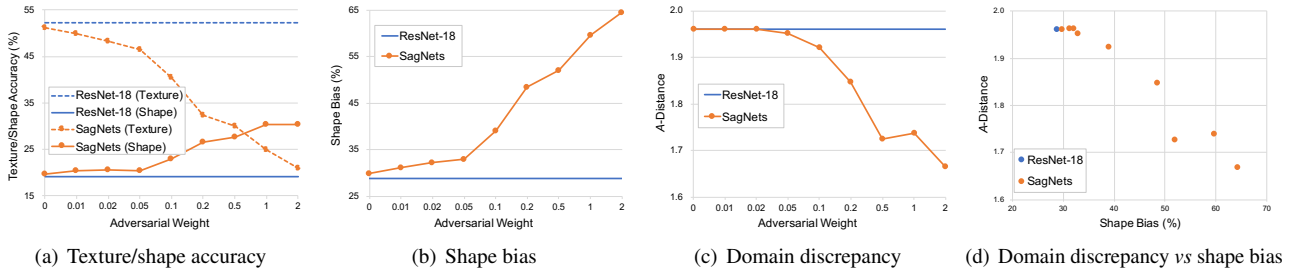 Texture/Shape Accuracy (%)
55
45
35
25
15
ResNet-18 (Texture)
ResNet-18 (Shape)
SagNets (Texture)
SagNets (Shape)
0 0.01 0.02 0.05 0.1 0.2 0.5 1 2
Adversarial Weight
(a) Texture/shape accuracy
Shape Bias (%)
65
55
45
35
25
ResNet-18
SagNets
0 0.01 0.02 0.05 0.1 0.2 0.5 1 2
Adversarial Weight
(b) Shape bias
A-Distance
2.0
1.9
1.8
1.7
1.6
ResNet-18
SagNets
0 0.01 0.02 0.05 0.1 0.2 0.5 1 2
Adversarial Weight
(c) Domain discrepancy
A-Distance
2.0
1.9
1.8
1.7
1.6
ResNet-18
SagNets
20 30 40 50 60 70
Shape Bias (%)
(d) Domain discrepancy vs shape bias